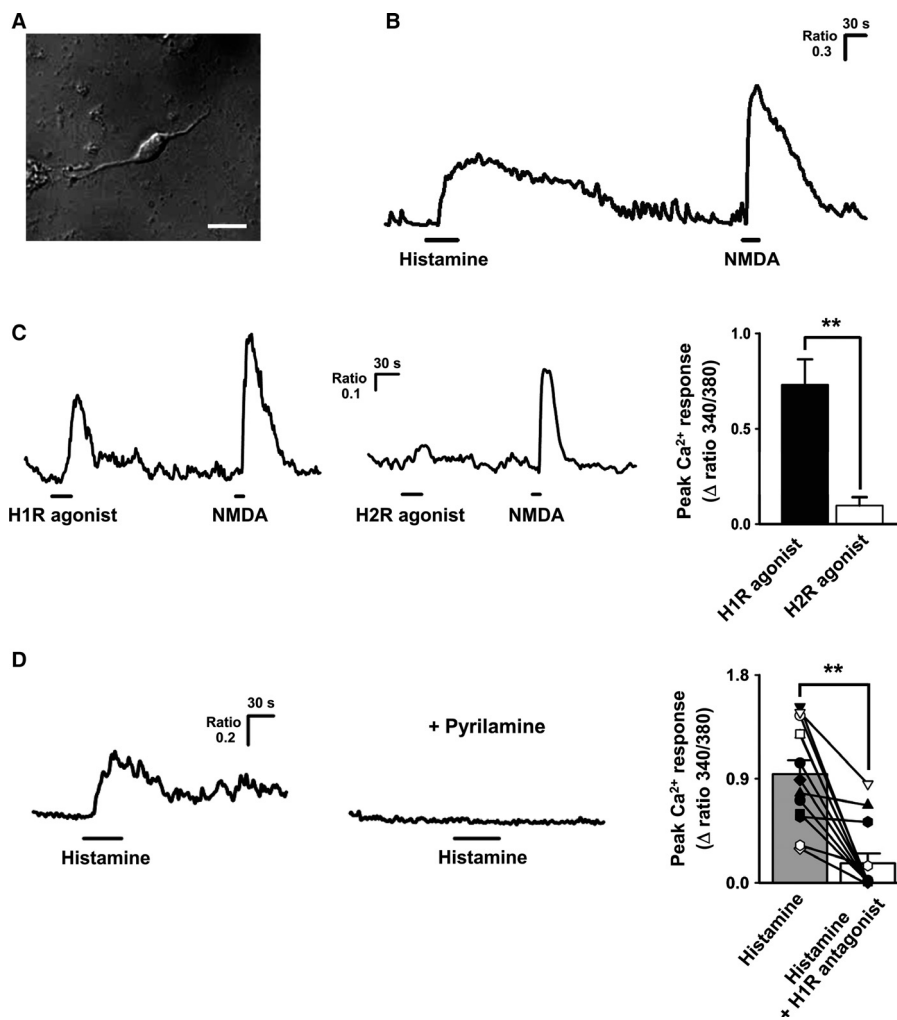 A
B
30 s
Ratio
0.3
Histamine
NMDA
C
H1R agonist
NMDA
30 s
Ratio
0.1
H2R agonist
NMDA
Peak Ca²⁺ response
(Δ ratio 340/380)
1.0
0.5
0.0
**
H1R agonist
H2R agonist
D
30 s
Ratio
0.2
Histamine
+ Pyrilamine
Histamine
Peak Ca²⁺ response
(Δ ratio 340/380)
1.8
0.9
0.0
**
Histamine
Histamine
+ H1R antagonist